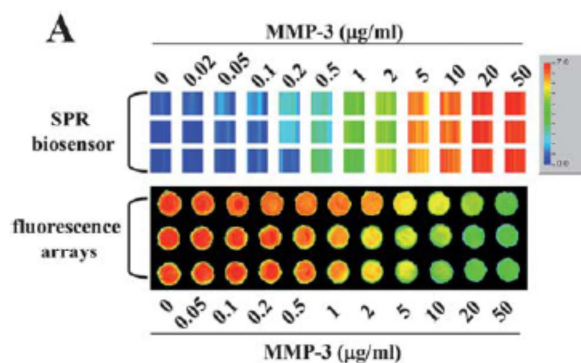 A
MMP-3 (μg/ml)
0 0.02 0.05 0.1 0.2 0.5 1 2 5 10 20 50
SPR
biosensor
fluorescence
arrays
0 0.05 0.1 0.2 0.5 1 2 5 10 20 50
MMP-3 (μg/ml)